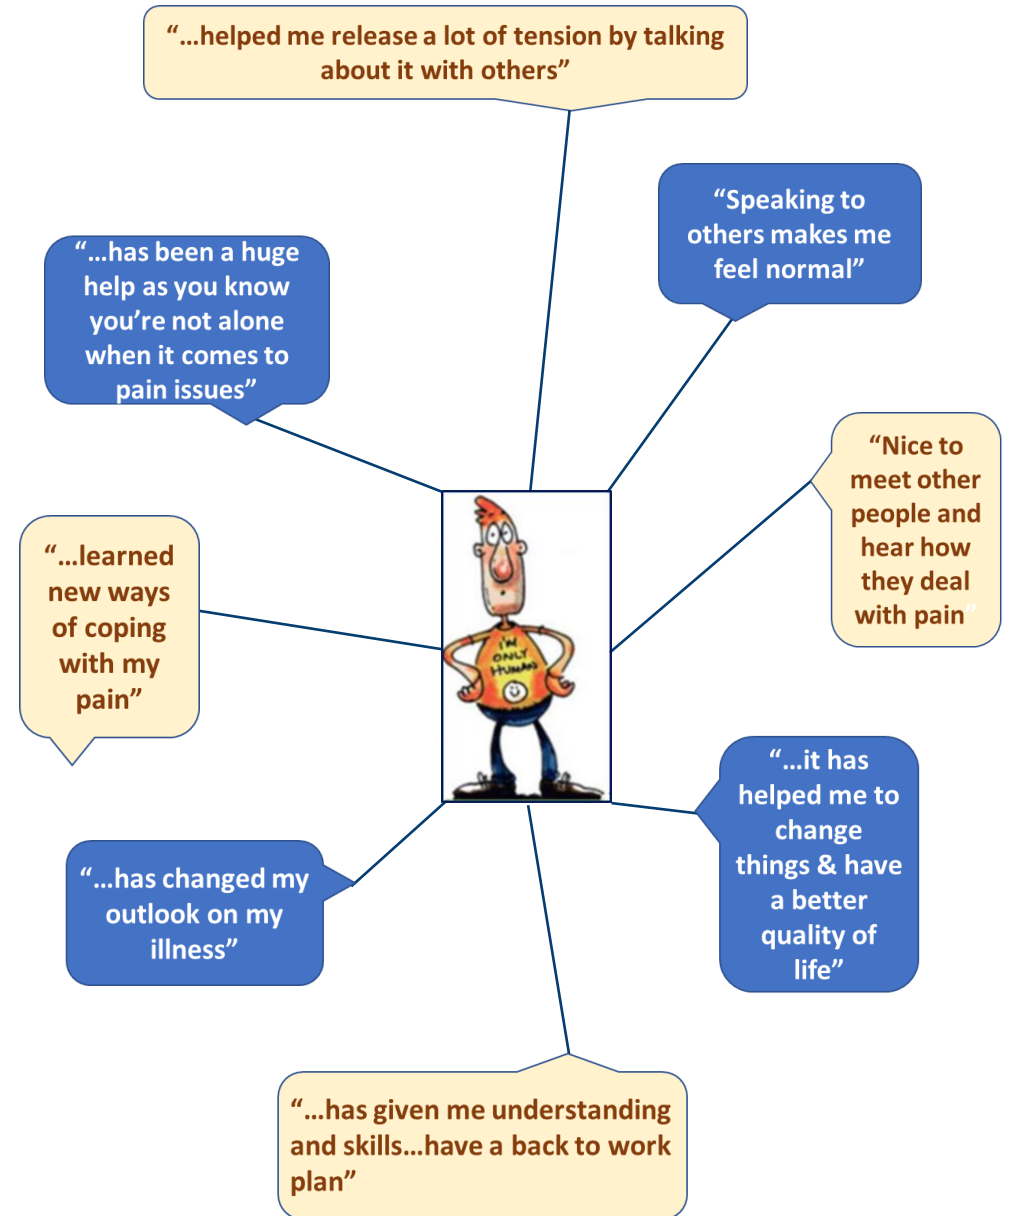 “...helped me release a lot of tension by talking
about it with others”
“Speaking to
others makes me
feel normal”
“...has been a huge
help as you know
you’re not alone
when it comes to
pain issues”
“Nice to
meet other
people and
hear how
they deal
with pain”
“...learned
new ways
of coping
with my
pain”
I'M
ONLY
HUMAN
“...it has
helped me to
change
things & have
a better
quality of
life”
“...has changed my
outlook on my
illness”
“...has given me understanding
and skills...have a back to work
plan”